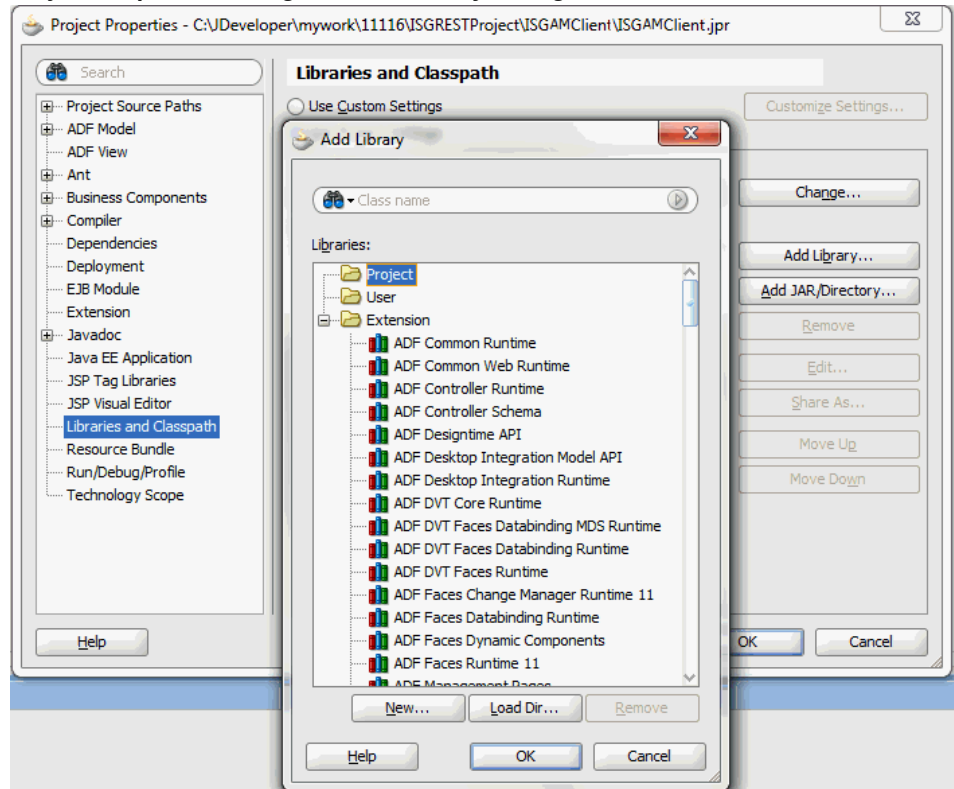 Project Properties - C:\JDeveloper\mywork\11116\ISGRESTProject\ISGAMClient\ISGAMClient.jpr
Search
Project Source Paths
ADF Model
ADF View
Ant
Business Components
Compiler
Dependencies
Deployment
EJB Module
Extension
Javadoc
Java EE Application
JSP Tag Libraries
JSP Visual Editor
Libraries and Classpath
Resource Bundle
Run/Debug/Profile
Technology Scope
Help
Libraries and Classpath
Use Custom Settings
Customize Settings...
Change...
Add Library...
Add JAR/Directory...
Remove
Edit...
Share As...
Move Up
Move Down
OK
Cancel
Add Library
Class name
Libraries:
Project
User
Extension
ADF Common Runtime
ADF Common Web Runtime
ADF Controller Runtime
ADF Controller Schema
ADF Designtime API
ADF Desktop Integration Model API
ADF Desktop Integration Runtime
ADF DVT Core Runtime
ADF DVT Faces Databinding MDS Runtime
ADF DVT Faces Databinding Runtime
ADF DVT Faces Runtime
ADF Faces Change Manager Runtime 11
ADF Faces Databinding Runtime
ADF Faces Dynamic Components
ADF Faces Runtime 11
ADF Management Pages
New...
Load Dir...
Remove
Help
OK
Cancel